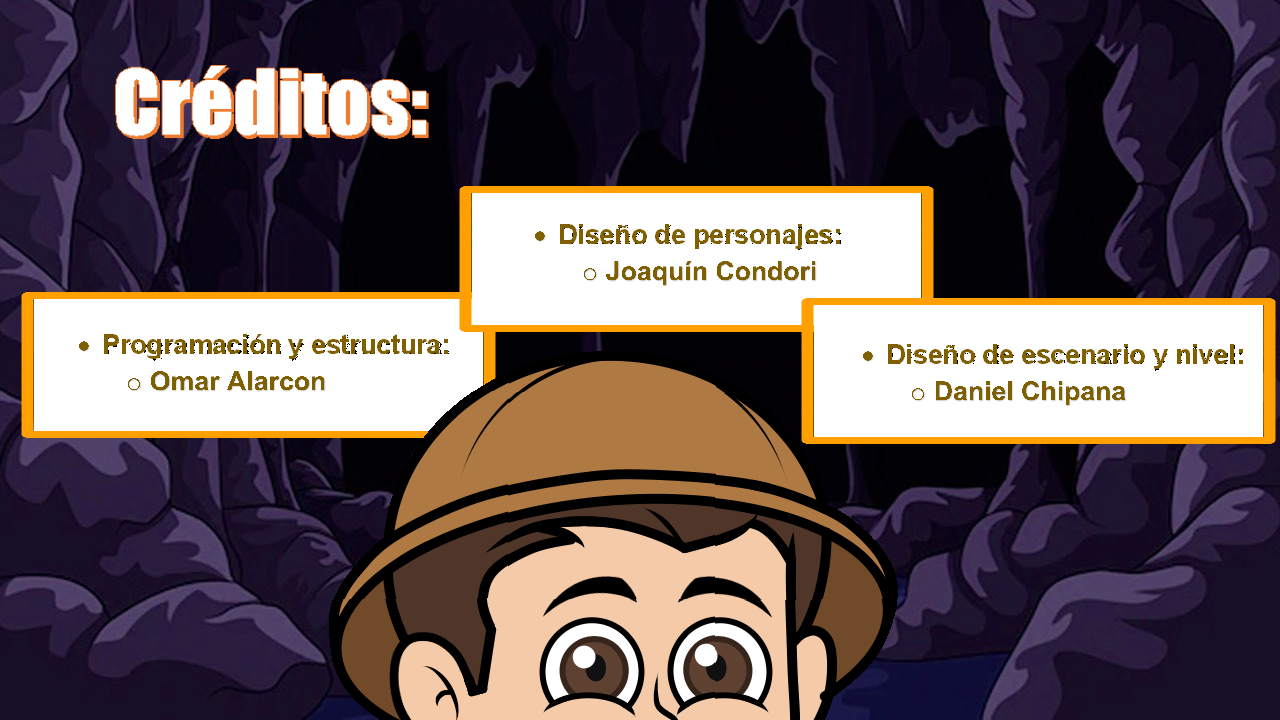 Créditos:
• Diseño de personajes:
○ Joaquín Condori
• Programación y estructura:
○ Omar Alarcon
• Diseño de escenario y nivel:
○ Daniel Chipana